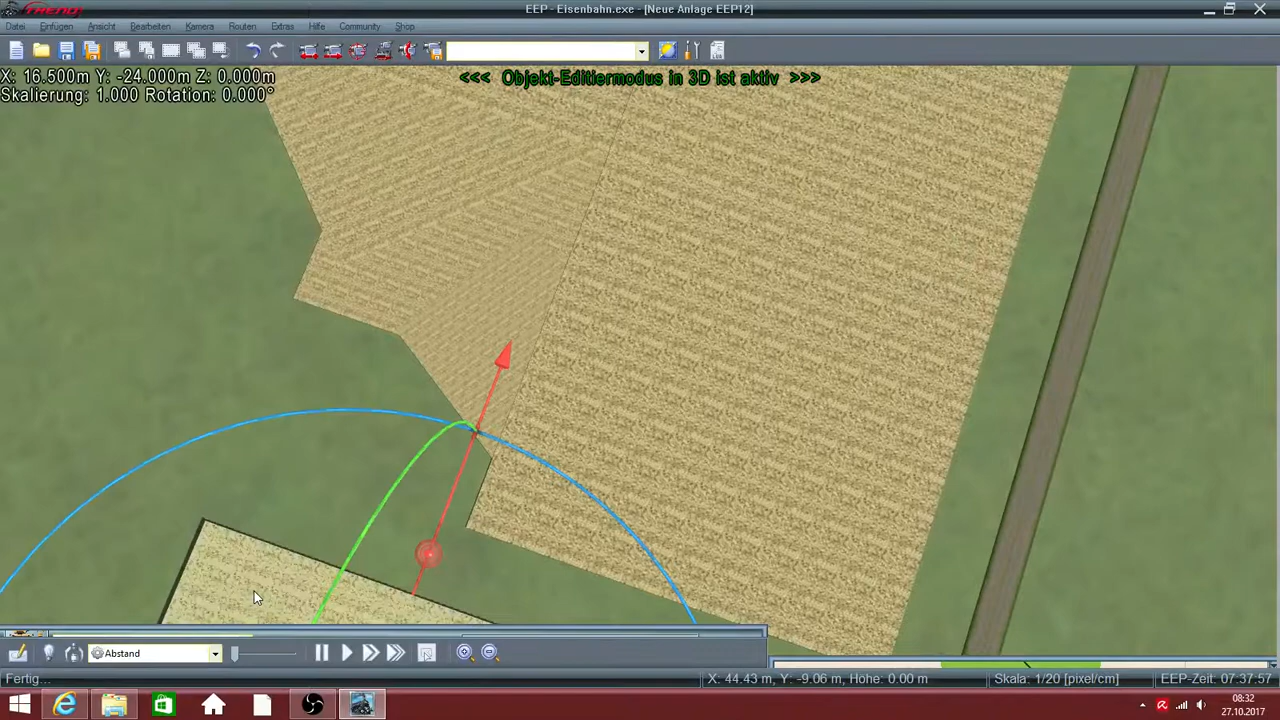 TREND
EEP - Eisenbahn.exe - [Neue Anlage EEP12]
Datei Einfügen Ansicht Bearbeiten Kamera Routen Extras Hilfe Community Shop
X: 16.500m Y: -24.000m Z: 0.000m
<<< Objekt-Editiermodus in 3D ist aktiv >>>
Skalierung: 1.000 Rotation: 0.000°
Abstand
Fertig...
X: 44.43 m, Y: -9.06 m, Höhe: 0.00 m
Skala: 1/20 [pixel/cm]
EEP-Zeit: 07:37.57
08:32
27.10.2017